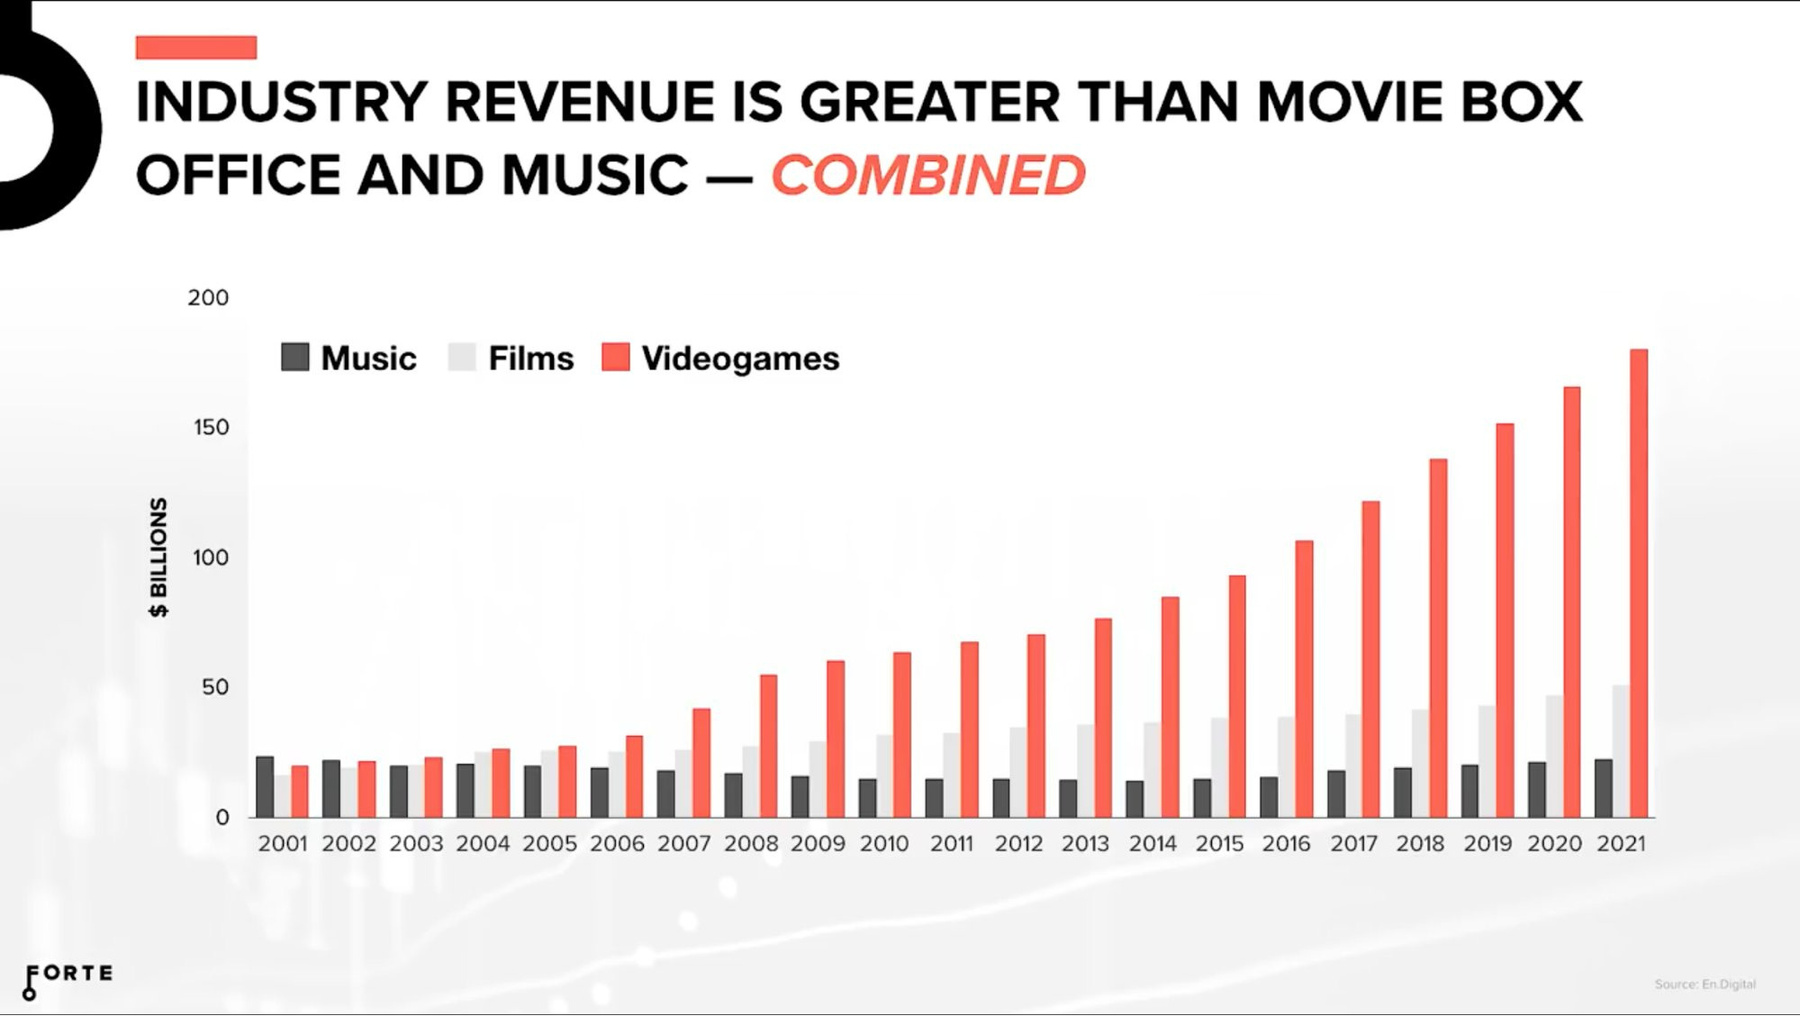 INDUSTRY REVENUE IS GREATER THAN MOVIE BOX
OFFICE AND MUSIC — COMBINED
200
Music Films Videogames
150
$ BILLIONS
100
50
0
2001 2002 2003 2004 2005 2006 2007 2008 2009 2010 2011 2012 2013 2014 2015 2016 2017 2018 2019 2020 2021
FORTE
Source: En.Digital